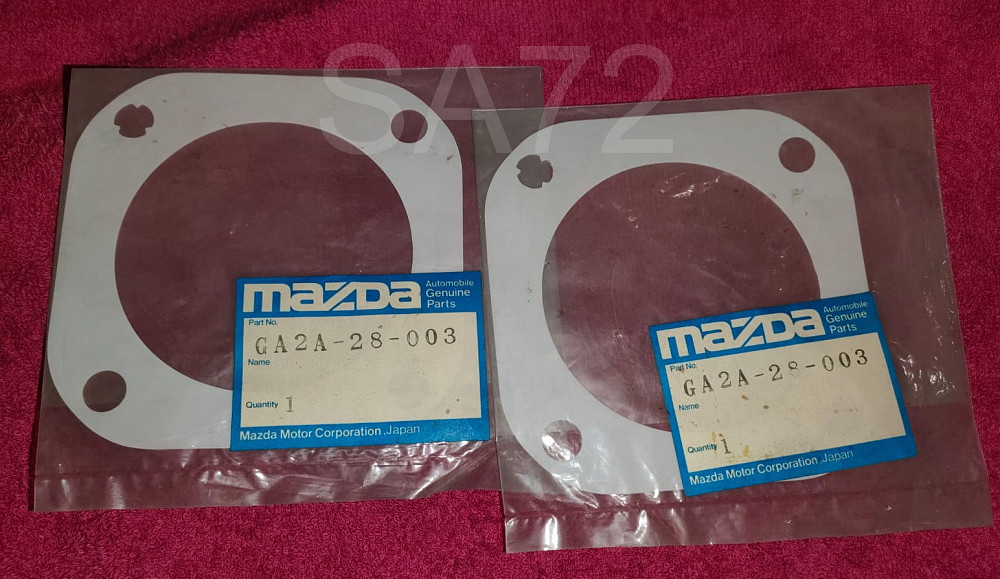 SA72
mazda Automobile Genuine Parts
Part No.
GA2A-28-003
Name
Quantity 1
Mazda Motor Corporation ,Japan
mazda Automobile Genuine Parts
Part No.
GA2A-28-003
Name
Quantity 1
Mazda Motor Corporation ,Japan